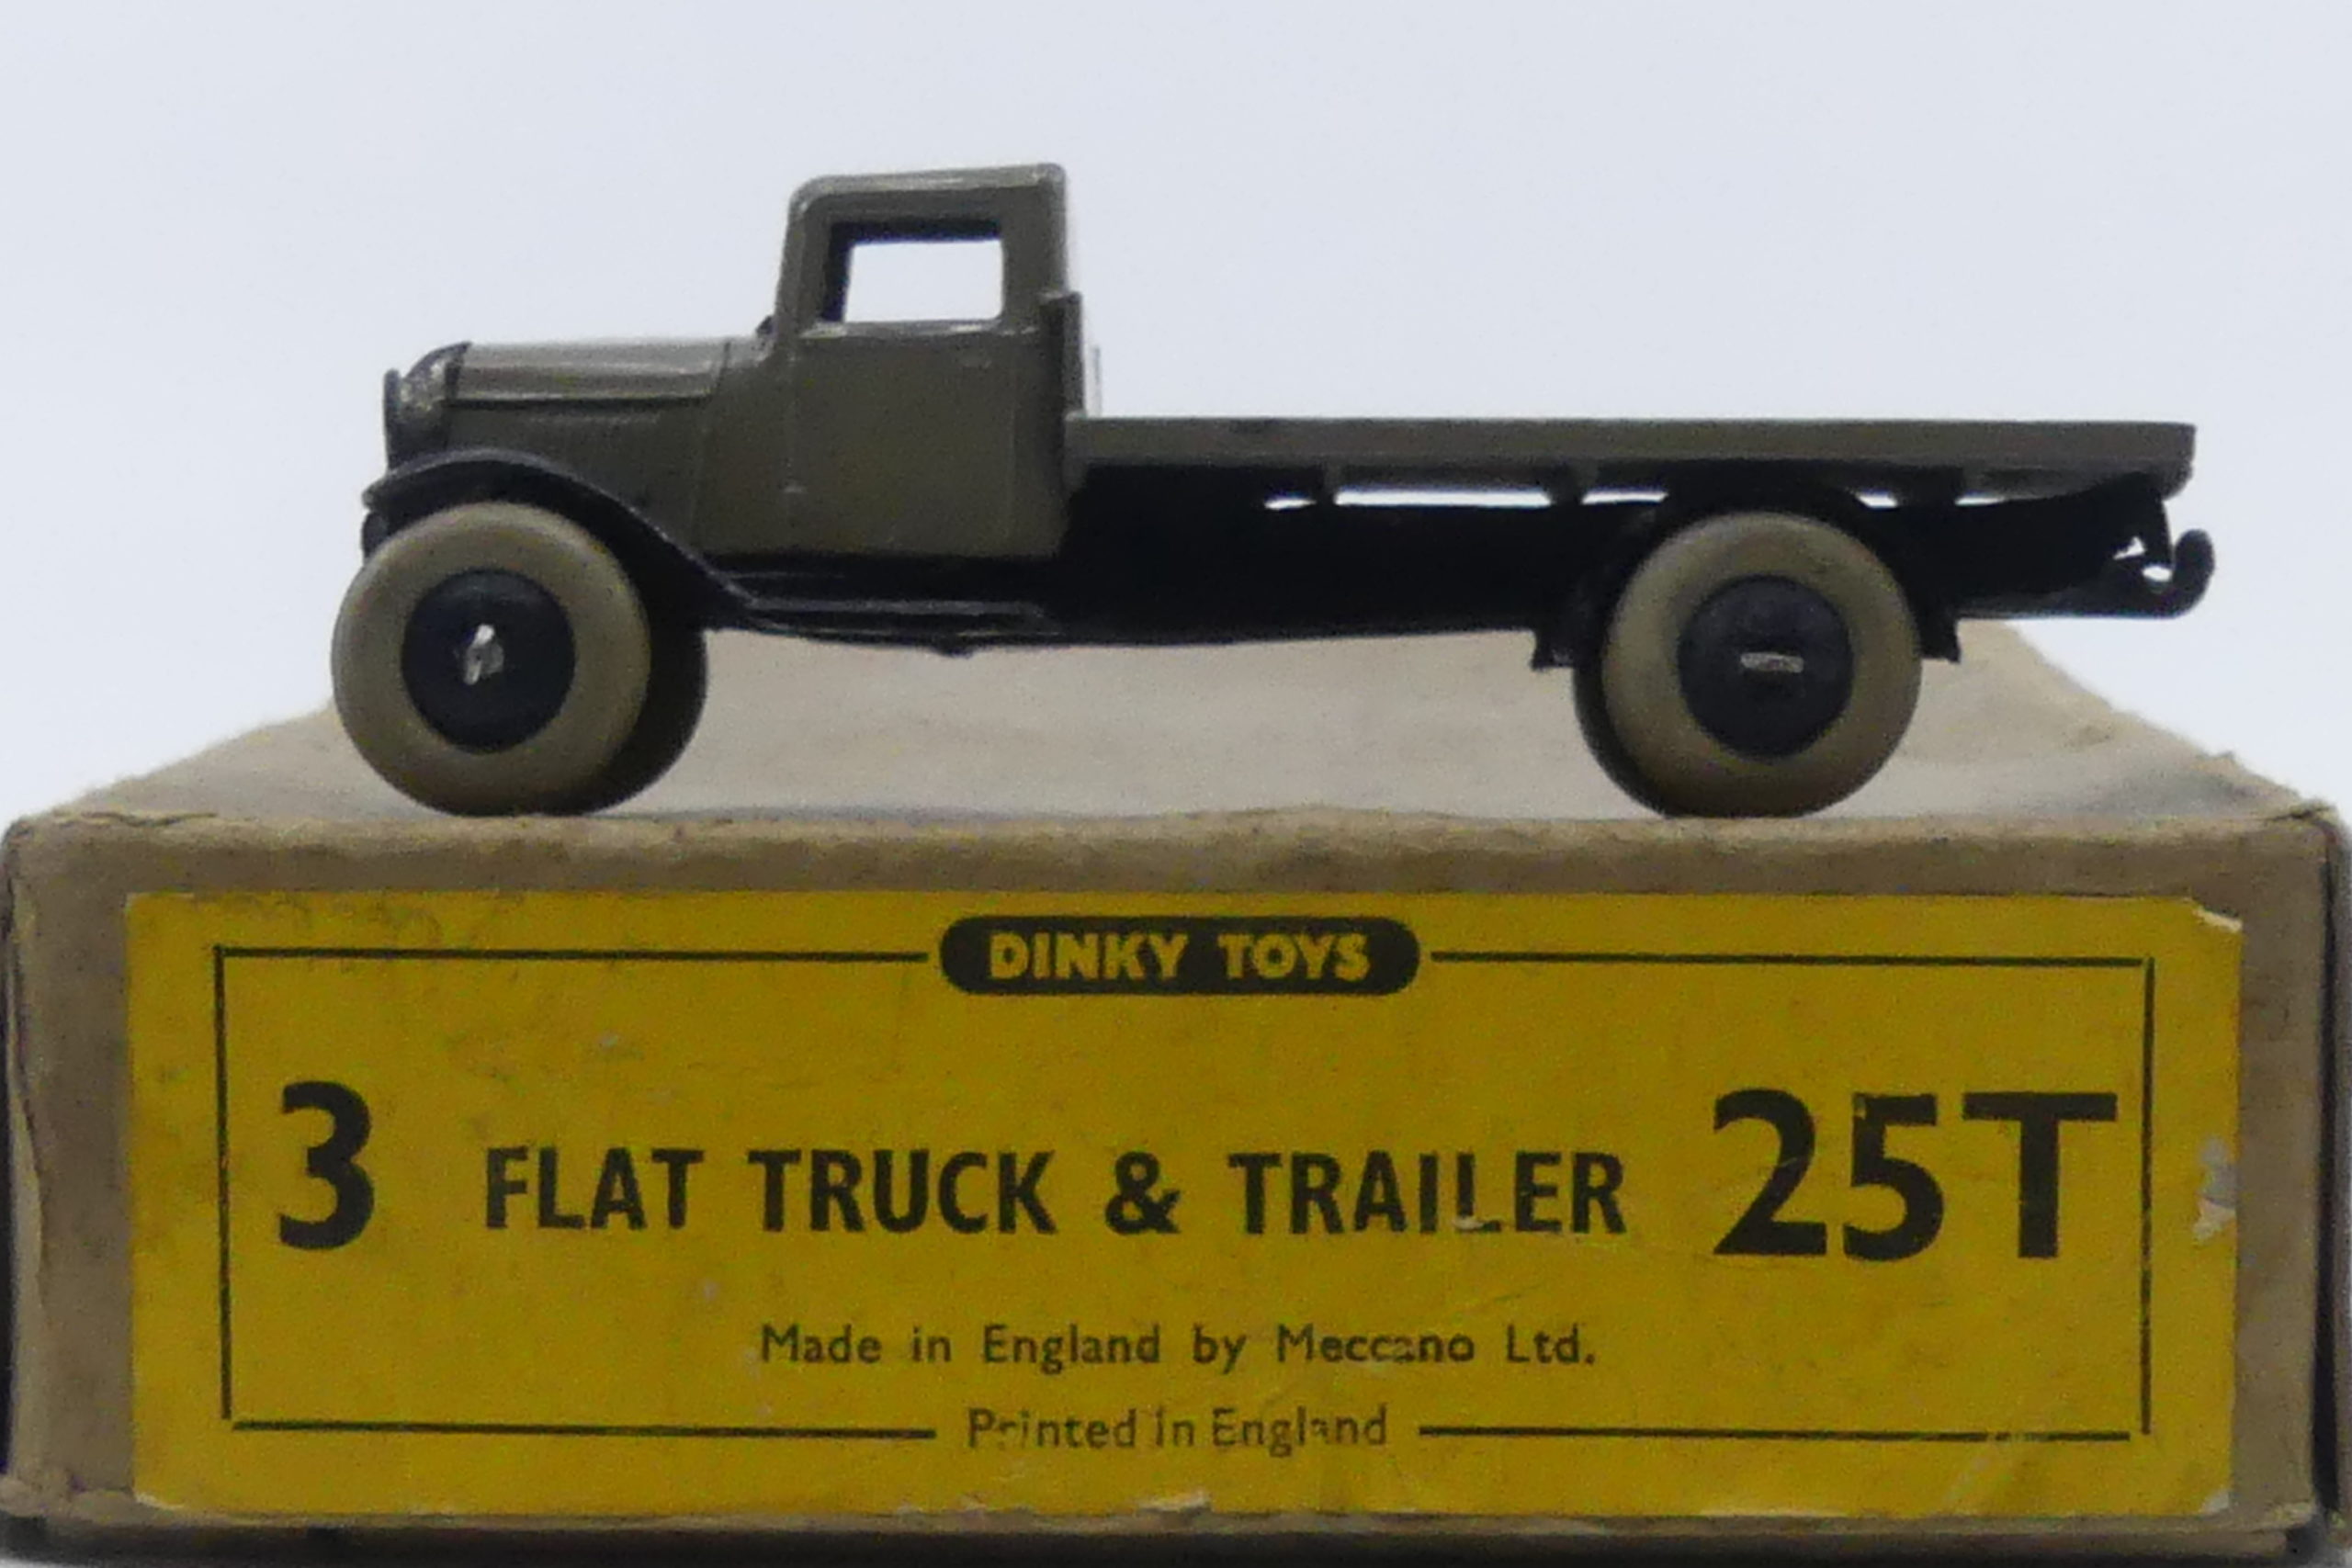 DINKY TOYS
3 FLAT TRUCK & TRAILER 25T
Made in England by Meccano Ltd.
Printed in England